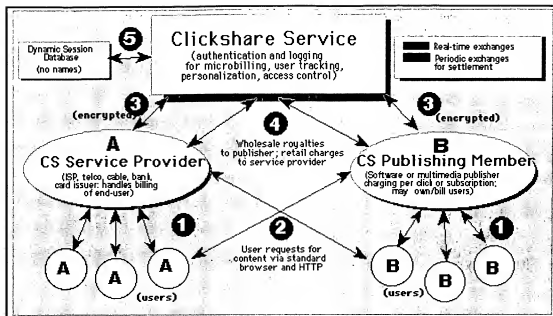 Clickshare Service
(authentication and logging
for microbilling, user tracking,
personalization, access control)
Dynamic Session
Database
(no names)
5
Real-time exchanges
Periodic exchanges
for settlement
3
(encrypted)
3
(encrypted)
4
Wholesale royalties
to publisher; retail charges
to service provider
A
CS Service Provider
(ISP, telco, cable, bank,
card issuer: handles billing
of end-user)
B
CS Publishing Member
(Software or multimedia publisher
charging per click or subscription;
may own/bill users)
1
2
1
User requests for
content via standard
browser and HTTP
A
A
A
(users)
B
B
B
(users)